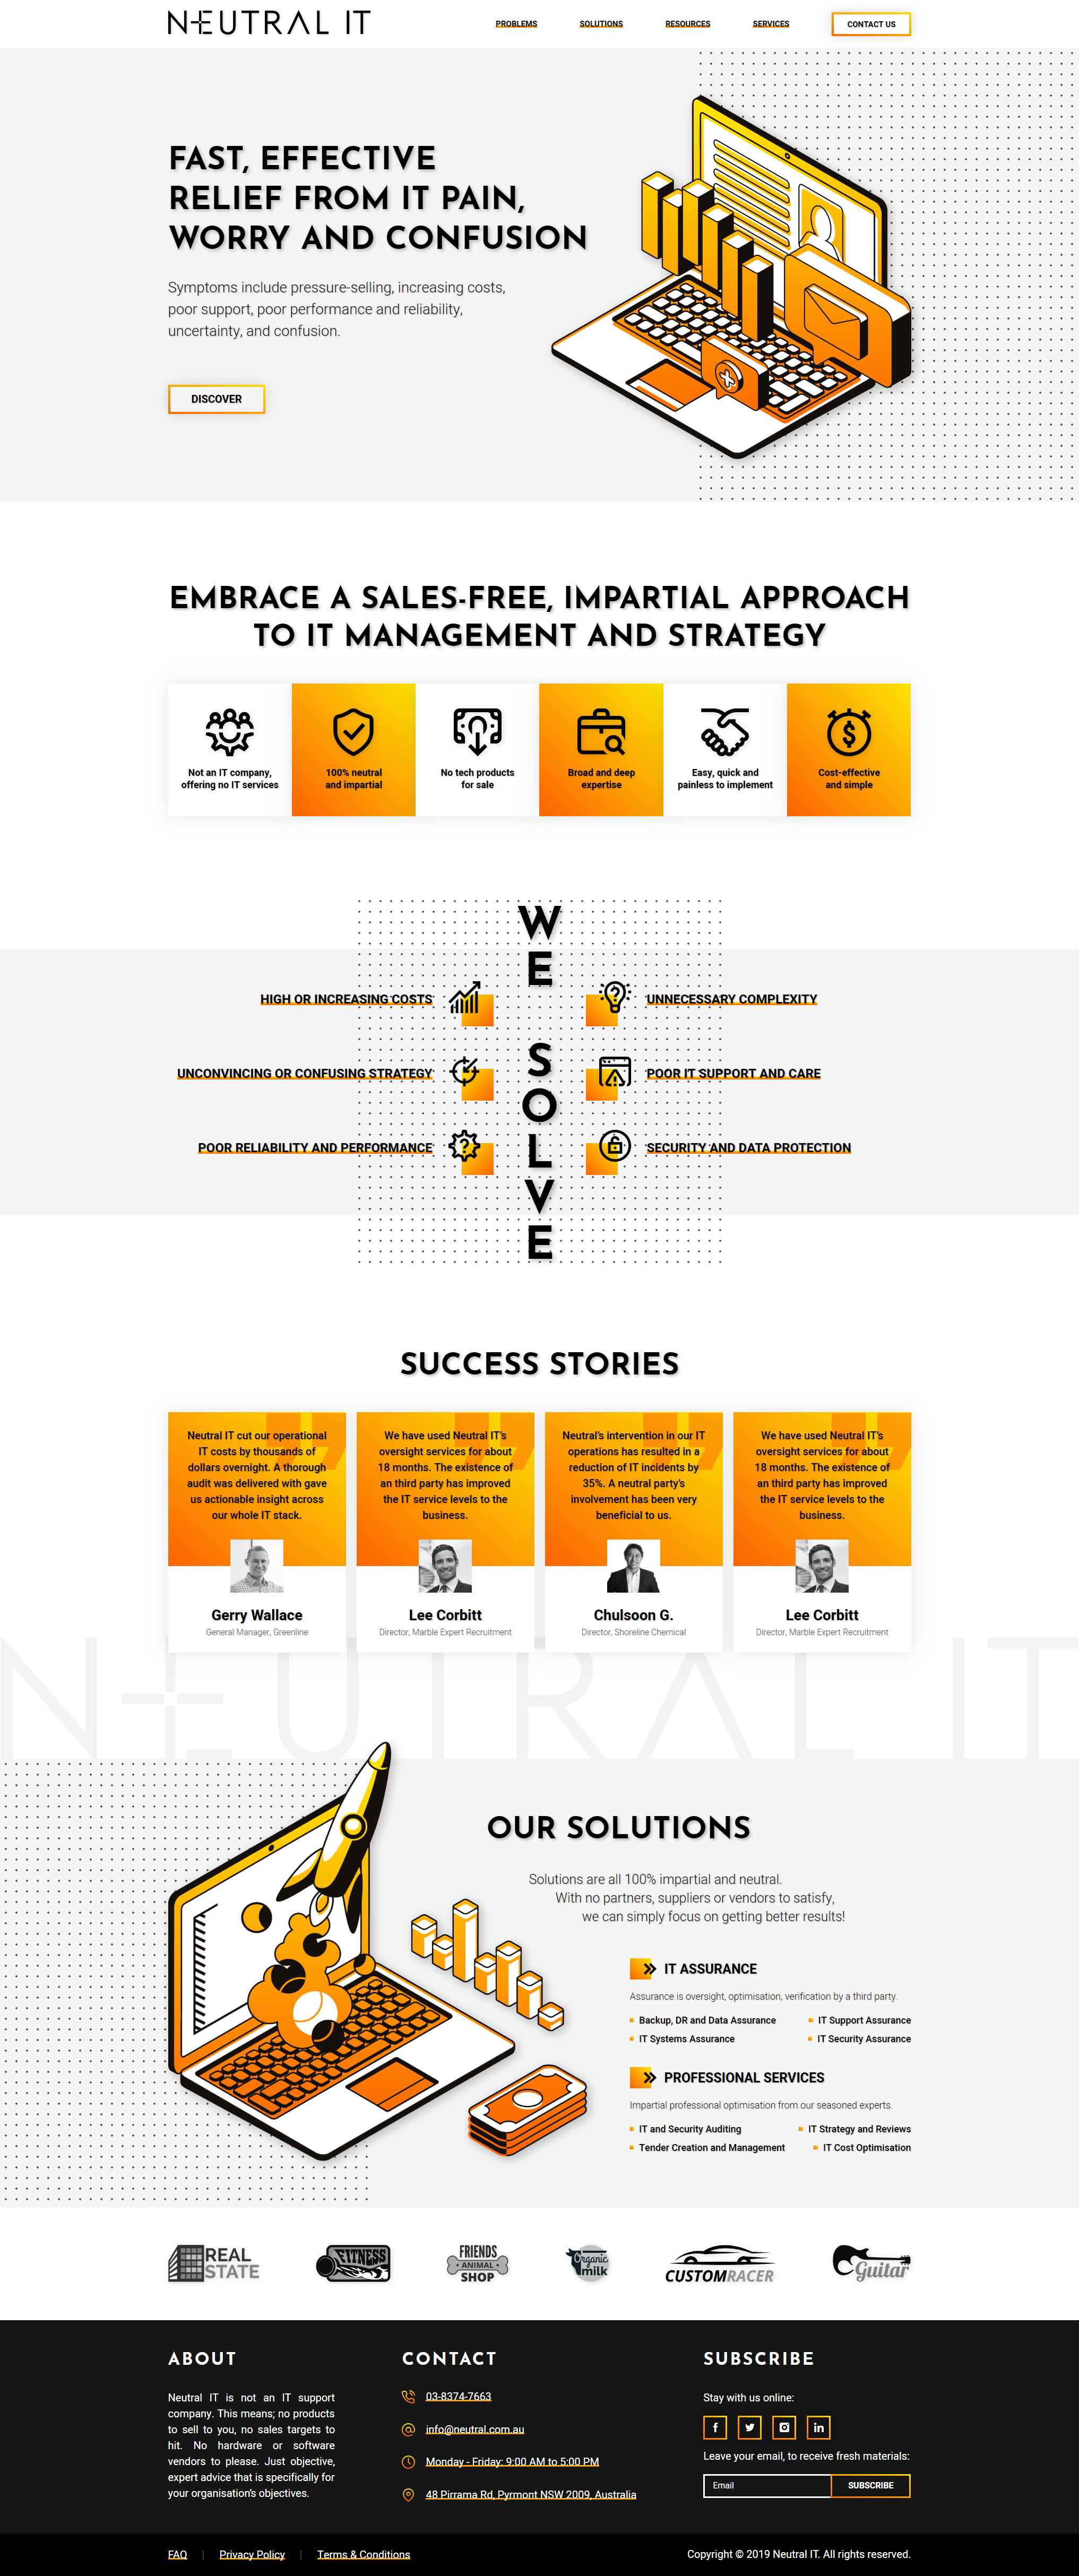 NEUTRAL IT
PROBLEMS
SOLUTIONS
RESOURCES
SERVICES
CONTACT US
FAST, EFFECTIVE
RELIEF FROM IT PAIN,
WORRY AND CONFUSION
Symptoms include pressure-selling, increasing costs,
poor support, poor performance and reliability,
uncertainty, and confusion.
DISCOVER
EMBRACE A SALES-FREE, IMPARTIAL APPROACH
TO IT MANAGEMENT AND STRATEGY
Not an IT company,
offering no IT services
100% neutral
and impartial
No tech products
for sale
Broad and deep
expertise
Easy, quick and
painless to implement
Cost-effective
and simple
WE SOLVE
HIGH OR INCREASING COSTS
UNNECESSARY COMPLEXITY
UNCONVINCING OR CONFUSING STRATEGY
POOR IT SUPPORT AND CARE
POOR RELIABILITY AND PERFORMANCE
SECURITY AND DATA PROTECTION
SUCCESS STORIES
Neutral IT cut our operational
IT costs by thousands of
dollars overnight. A thorough
audit was delivered with gave
us actionable insight across
our whole IT stack.
Gerry Wallace
General Manager, Greenline
We have used Neutral IT's
oversight services for about
18 months. The existence of
an third party has improved
the IT service levels to the
business.
Lee Corbitt
Director, Marble Expert Recruitment
Neutral's intervention in our IT
operations has resulted in a
reduction of IT incidents by
35%. A neutral party's
involvement has been very
beneficial to us.
Chulsoon G.
Director, Shoreline Chemical
We have used Neutral IT's
oversight services for about
18 months. The existence of
an third party has improved
the IT service levels to the
business.
Lee Corbitt
Director, Marble Expert Recruitment
NEUTRAL IT
OUR SOLUTIONS
Solutions are all 100% impartial and neutral.
With no partners, suppliers or vendors to satisfy,
we can simply focus on getting better results!
IT ASSURANCE
Assurance is oversight, optimisation, verification by a third party.
Backup, DR and Data Assurance
IT Support Assurance
IT Systems Assurance
IT Security Assurance
PROFESSIONAL SERVICES
Impartial professional optimisation from our seasoned experts.
IT and Security Auditing
IT Strategy and Reviews
Tender Creation and Management
IT Cost Optimisation
REAL
STATE
FITNESS
FRIENDS
ANIMAL
SHOP
Organic
milk
CUSTOMRACER
Guitar
ABOUT
Neutral IT is not an IT support
company. This means; no products
to sell to you, no sales targets to
hit. No hardware or software
vendors to please. Just objective,
expert advice that is specifically for
your organisation's objectives.
CONTACT
03-8374-7663
info@neutral.com.au
Monday - Friday: 9:00 AM to 5:00 PM
48 Pirrama Rd, Pyrmont NSW 2009, Australia
SUBSCRIBE
Stay with us online:
Leave your email, to receive fresh materials:
Email
SUBSCRIBE
FAQ
Privacy Policy
Terms & Conditions
Copyright © 2019 Neutral IT. All rights reserved.